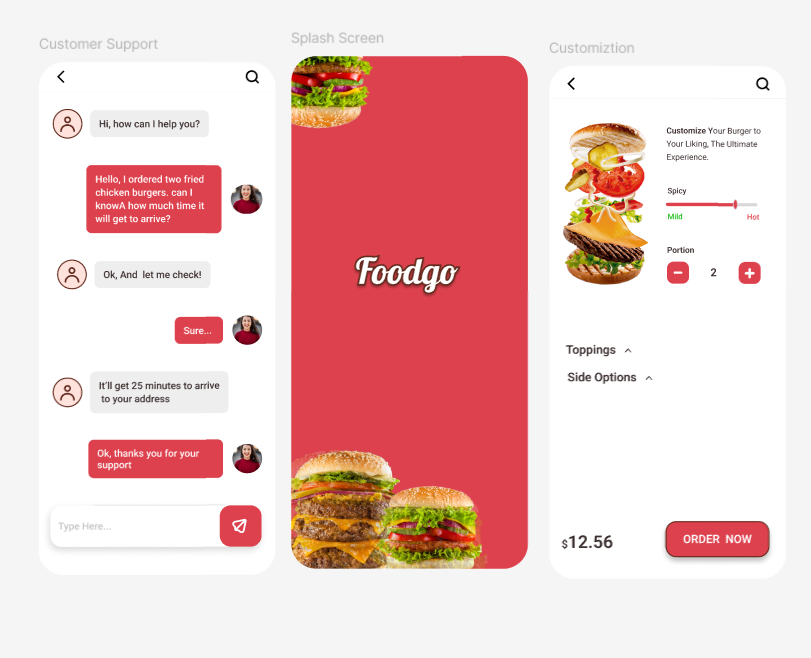 Customer Support
Hi, how can I help you?
Hello, I ordered two fried
chicken burgers. can I
knowA how much time it
will get to arrive?
Ok, And let me check!
Sure...
It'll get 25 minutes to arrive
to your address
Ok, thanks you for your
support
Type Here...
Splash Screen
Foodgo
Customiztion
Customize Your Burger to
Your Liking, The Ultimate
Experience.
Spicy
Mild Hot
Portion
2
Toppings
Side Options
$12.56
ORDER NOW